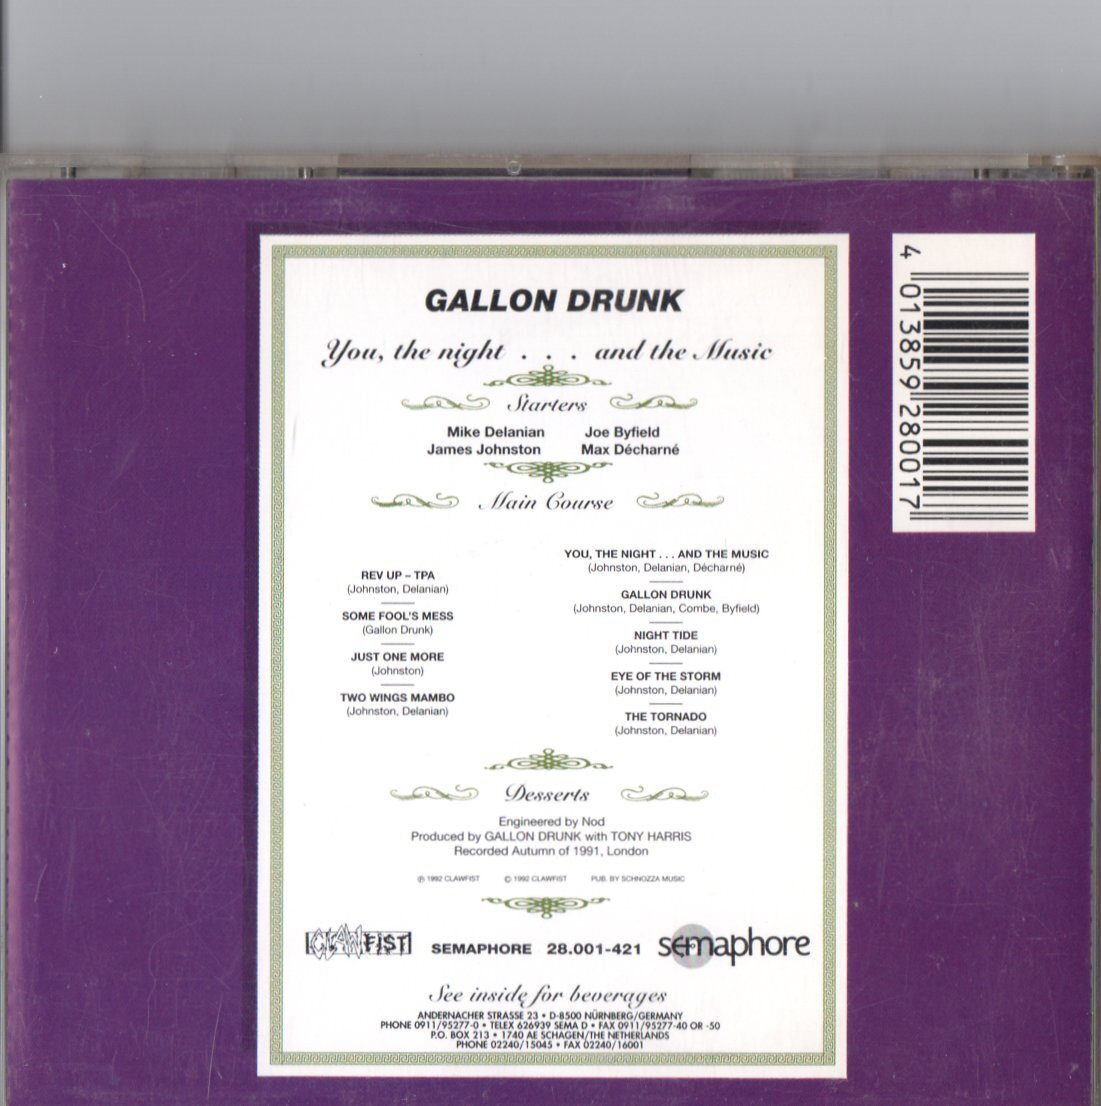 GALLON DRUNK
You, the night . . . and the Music
Starters
Mike Delanian Joe Byfield
James Johnston Max Décharné
Main Course
REV UP – TPA
(Johnston, Delanian)
SOME FOOL'S MESS
(Gallon Drunk)
JUST ONE MORE
(Johnston)
TWO WINGS MAMBO
(Johnston, Delanian)
YOU, THE NIGHT . . . AND THE MUSIC
(Johnston, Delanian, Décharné)
GALLON DRUNK
(Johnston, Delanian, Combe, Byfield)
NIGHT TIDE
(Johnston, Delanian)
EYE OF THE STORM
(Johnston, Delanian)
THE TORNADO
(Johnston, Delanian)
Desserts
Engineered by Nod
Produced by GALLON DRUNK with TONY HARRIS
Recorded Autumn of 1991, London
℗ 1992 CLAWFIST © 1992 CLAWFIST PUB. BY SCHNOZZA MUSIC
CLAWFIST SEMAPHORE 28.001-421 semaphore
See inside for beverages
ANDERNACHER STRASSE 23 • D-8500 NÜRNBERG/GERMANY
PHONE 0911/95277-0 • TELEX 626939 SEMA D • FAX 0911/95277-40 OR -50
P.O. BOX 213 • 1740 AE SCHAGEN/THE NETHERLANDS
PHONE 02240/15045 • FAX 02240/16001
4 013859 280017